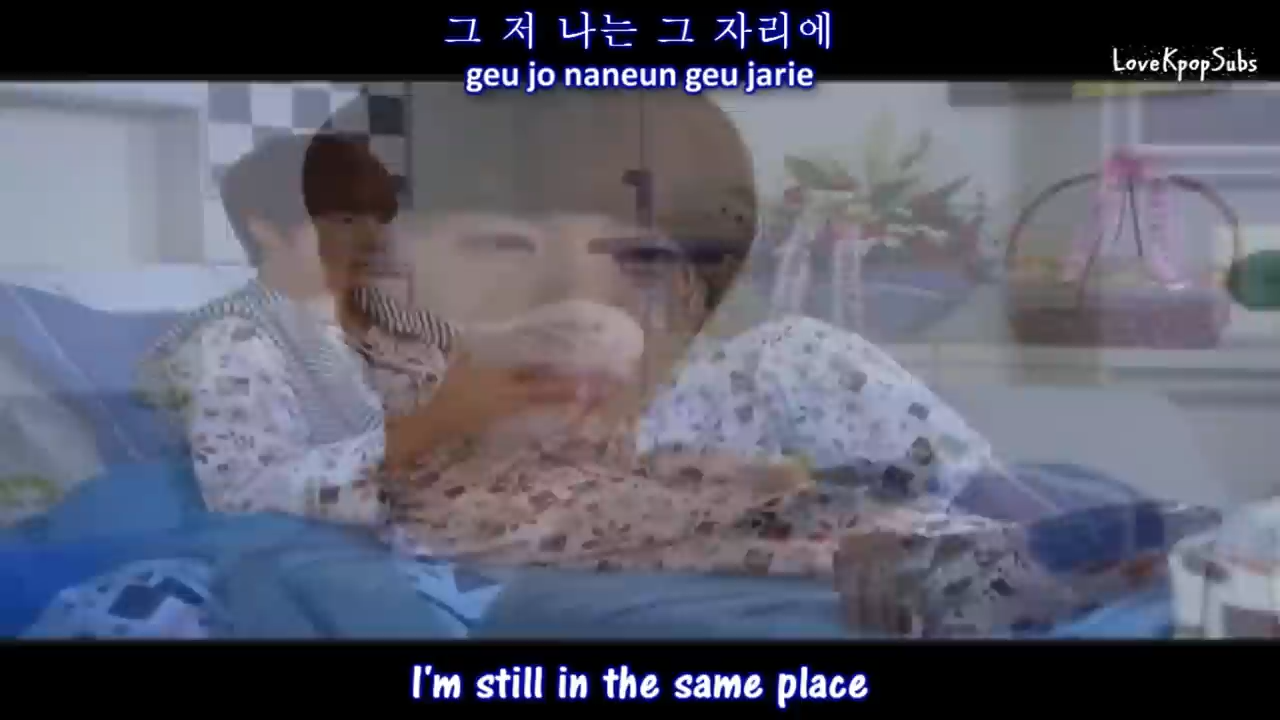 그 저 나는 그 자리에
geu jo naneun geu jarie
LoveKpopSubs
I'm still in the same place